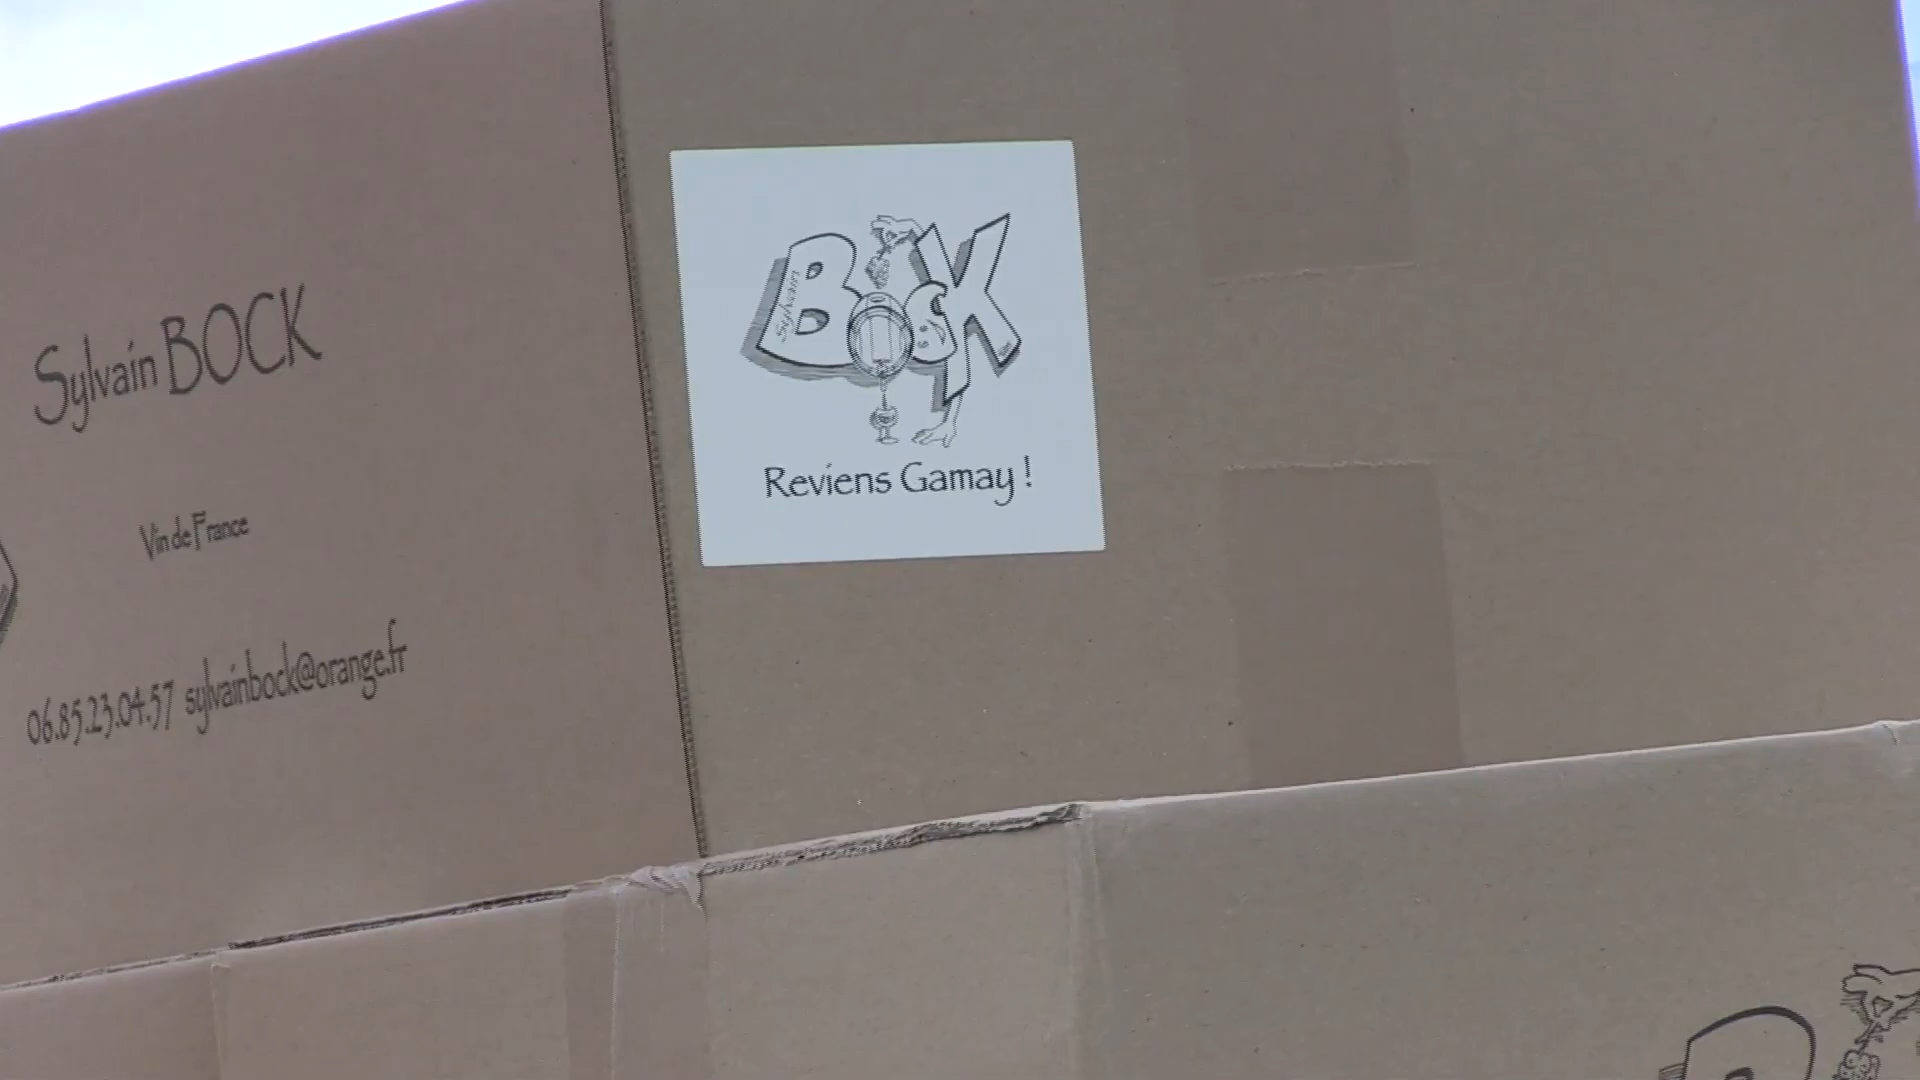 Sylvain BOCK
Vin de France
06.85.23.04.57 sylvainbock@orange.fr
Sylvain
BOCK
Reviens Gamay !